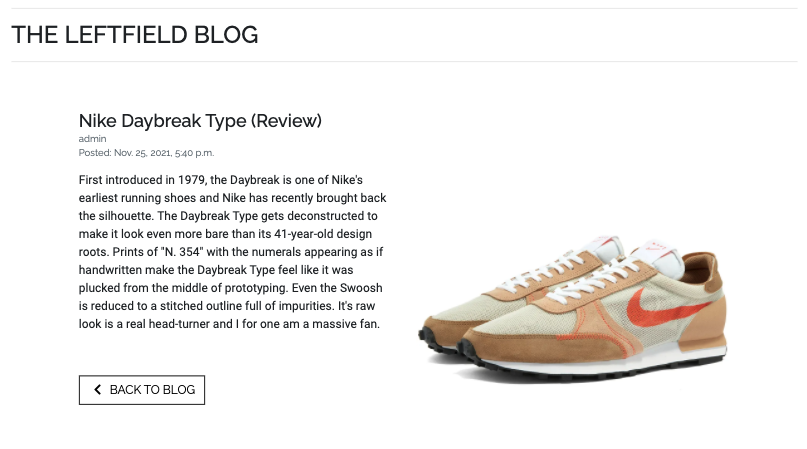 THE LEFTFIELD BLOG
Nike Daybreak Type (Review)
admin
Posted: Nov. 25, 2021, 5:40 p.m.
First introduced in 1979, the Daybreak is one of Nike's
earliest running shoes and Nike has recently brought back
the silhouette. The Daybreak Type gets deconstructed to
make it look even more bare than its 41-year-old design
roots. Prints of "N. 354" with the numerals appearing as if
handwritten make the Daybreak Type feel like it was
plucked from the middle of prototyping. Even the Swoosh
is reduced to a stitched outline full of impurities. It's raw
look is a real head-turner and I for one am a massive fan.
BACK TO BLOG